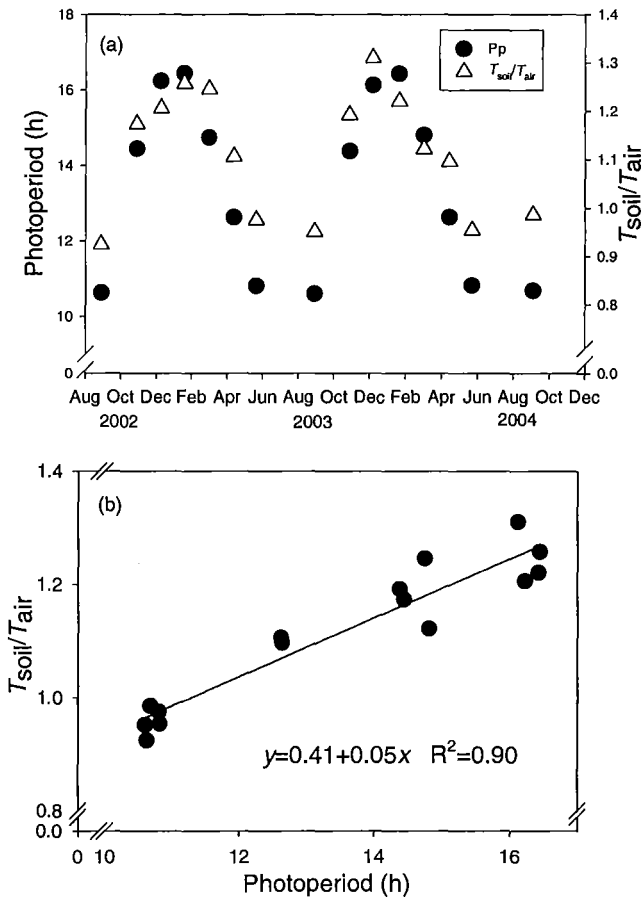 (a)
Pp
Tsoil/Tair
18
16
14
12
10
0
Photoperiod (h)
1.4
1.3
1.2
1.1
1.0
0.9
0.8
0.0
Tsoil/Tair
Aug Oct Dec Feb Apr Jun Aug Oct Dec Feb Apr Jun Aug Oct Dec
2002 2003 2004
(b)
1.4
1.2
1.0
0.8
0.0
Tsoil/Tair
y=0.41+0.05x R²=0.90
0 10 12 14 16
Photoperiod (h)